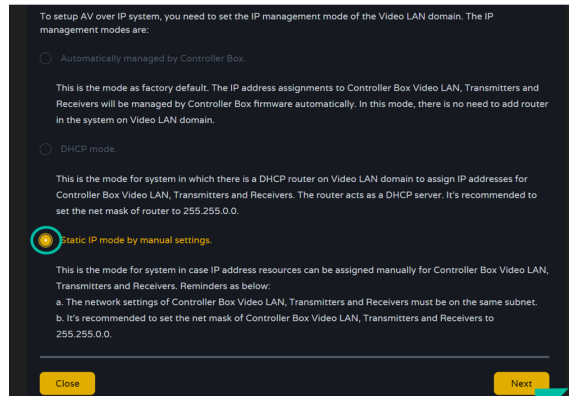 To setup AV over IP system, you need to set the IP management mode of the Video LAN domain. The IP
management modes are:
Automatically managed by Controller Box.
This is the mode as factory default. The IP address assignments to Controller Box Video LAN, Transmitters and
Receivers will be managed by Controller Box firmware automatically. In this mode, there is no need to add router
in the system on Video LAN domain.
DHCP mode.
This is the mode for system in which there is a DHCP router on Video LAN domain to assign IP addresses for
Controller Box Video LAN, Transmitters and Receivers. The router acts as a DHCP server. It's recommended to
set the net mask of router to 255.255.0.0.
Static IP mode by manual settings.
This is the mode for system in case IP address resources can be assigned manually for Controller Box Video LAN,
Transmitters and Receivers. Reminders as below:
a. The network settings of Controller Box Video LAN, Transmitters and Receivers must be on the same subnet.
b. It's recommended to set the net mask of Controller Box Video LAN, Transmitters and Receivers to
255.255.0.0.
Close
Next